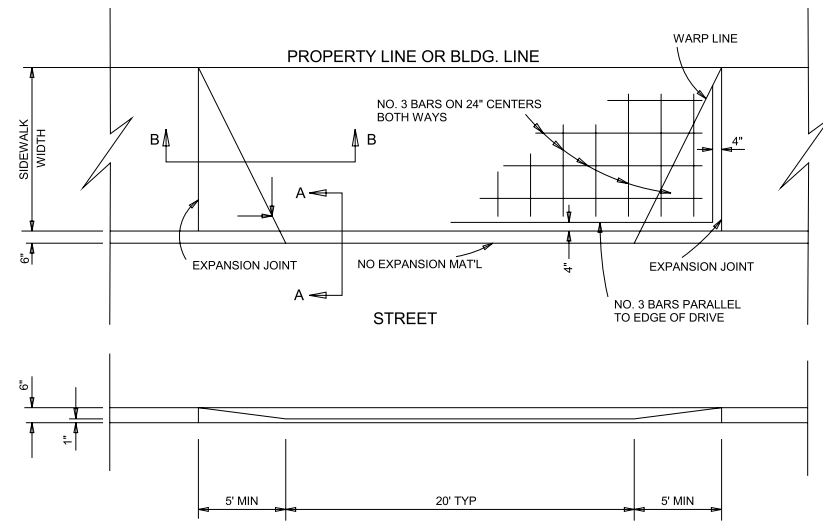 PROPERTY LINE OR BLDG. LINE
WARP LINE
NO. 3 BARS ON 24" CENTERS
BOTH WAYS
SIDEWALK
WIDTH
B
B
4"
A
6"
EXPANSION JOINT
NO EXPANSION MAT'L
4"
EXPANSION JOINT
A
NO. 3 BARS PARALLEL
TO EDGE OF DRIVE
STREET
6"
1"
5' MIN
20' TYP
5' MIN